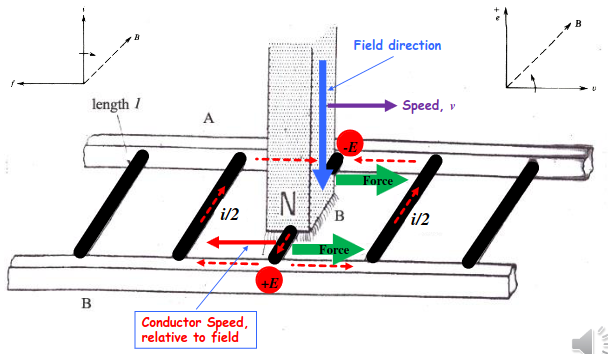 i
B
f
+
e
B
υ
Field direction
Speed, v
length l
A
-E
Force
i/2
N
B
i/2
Force
+E
B
Conductor Speed,
relative to field